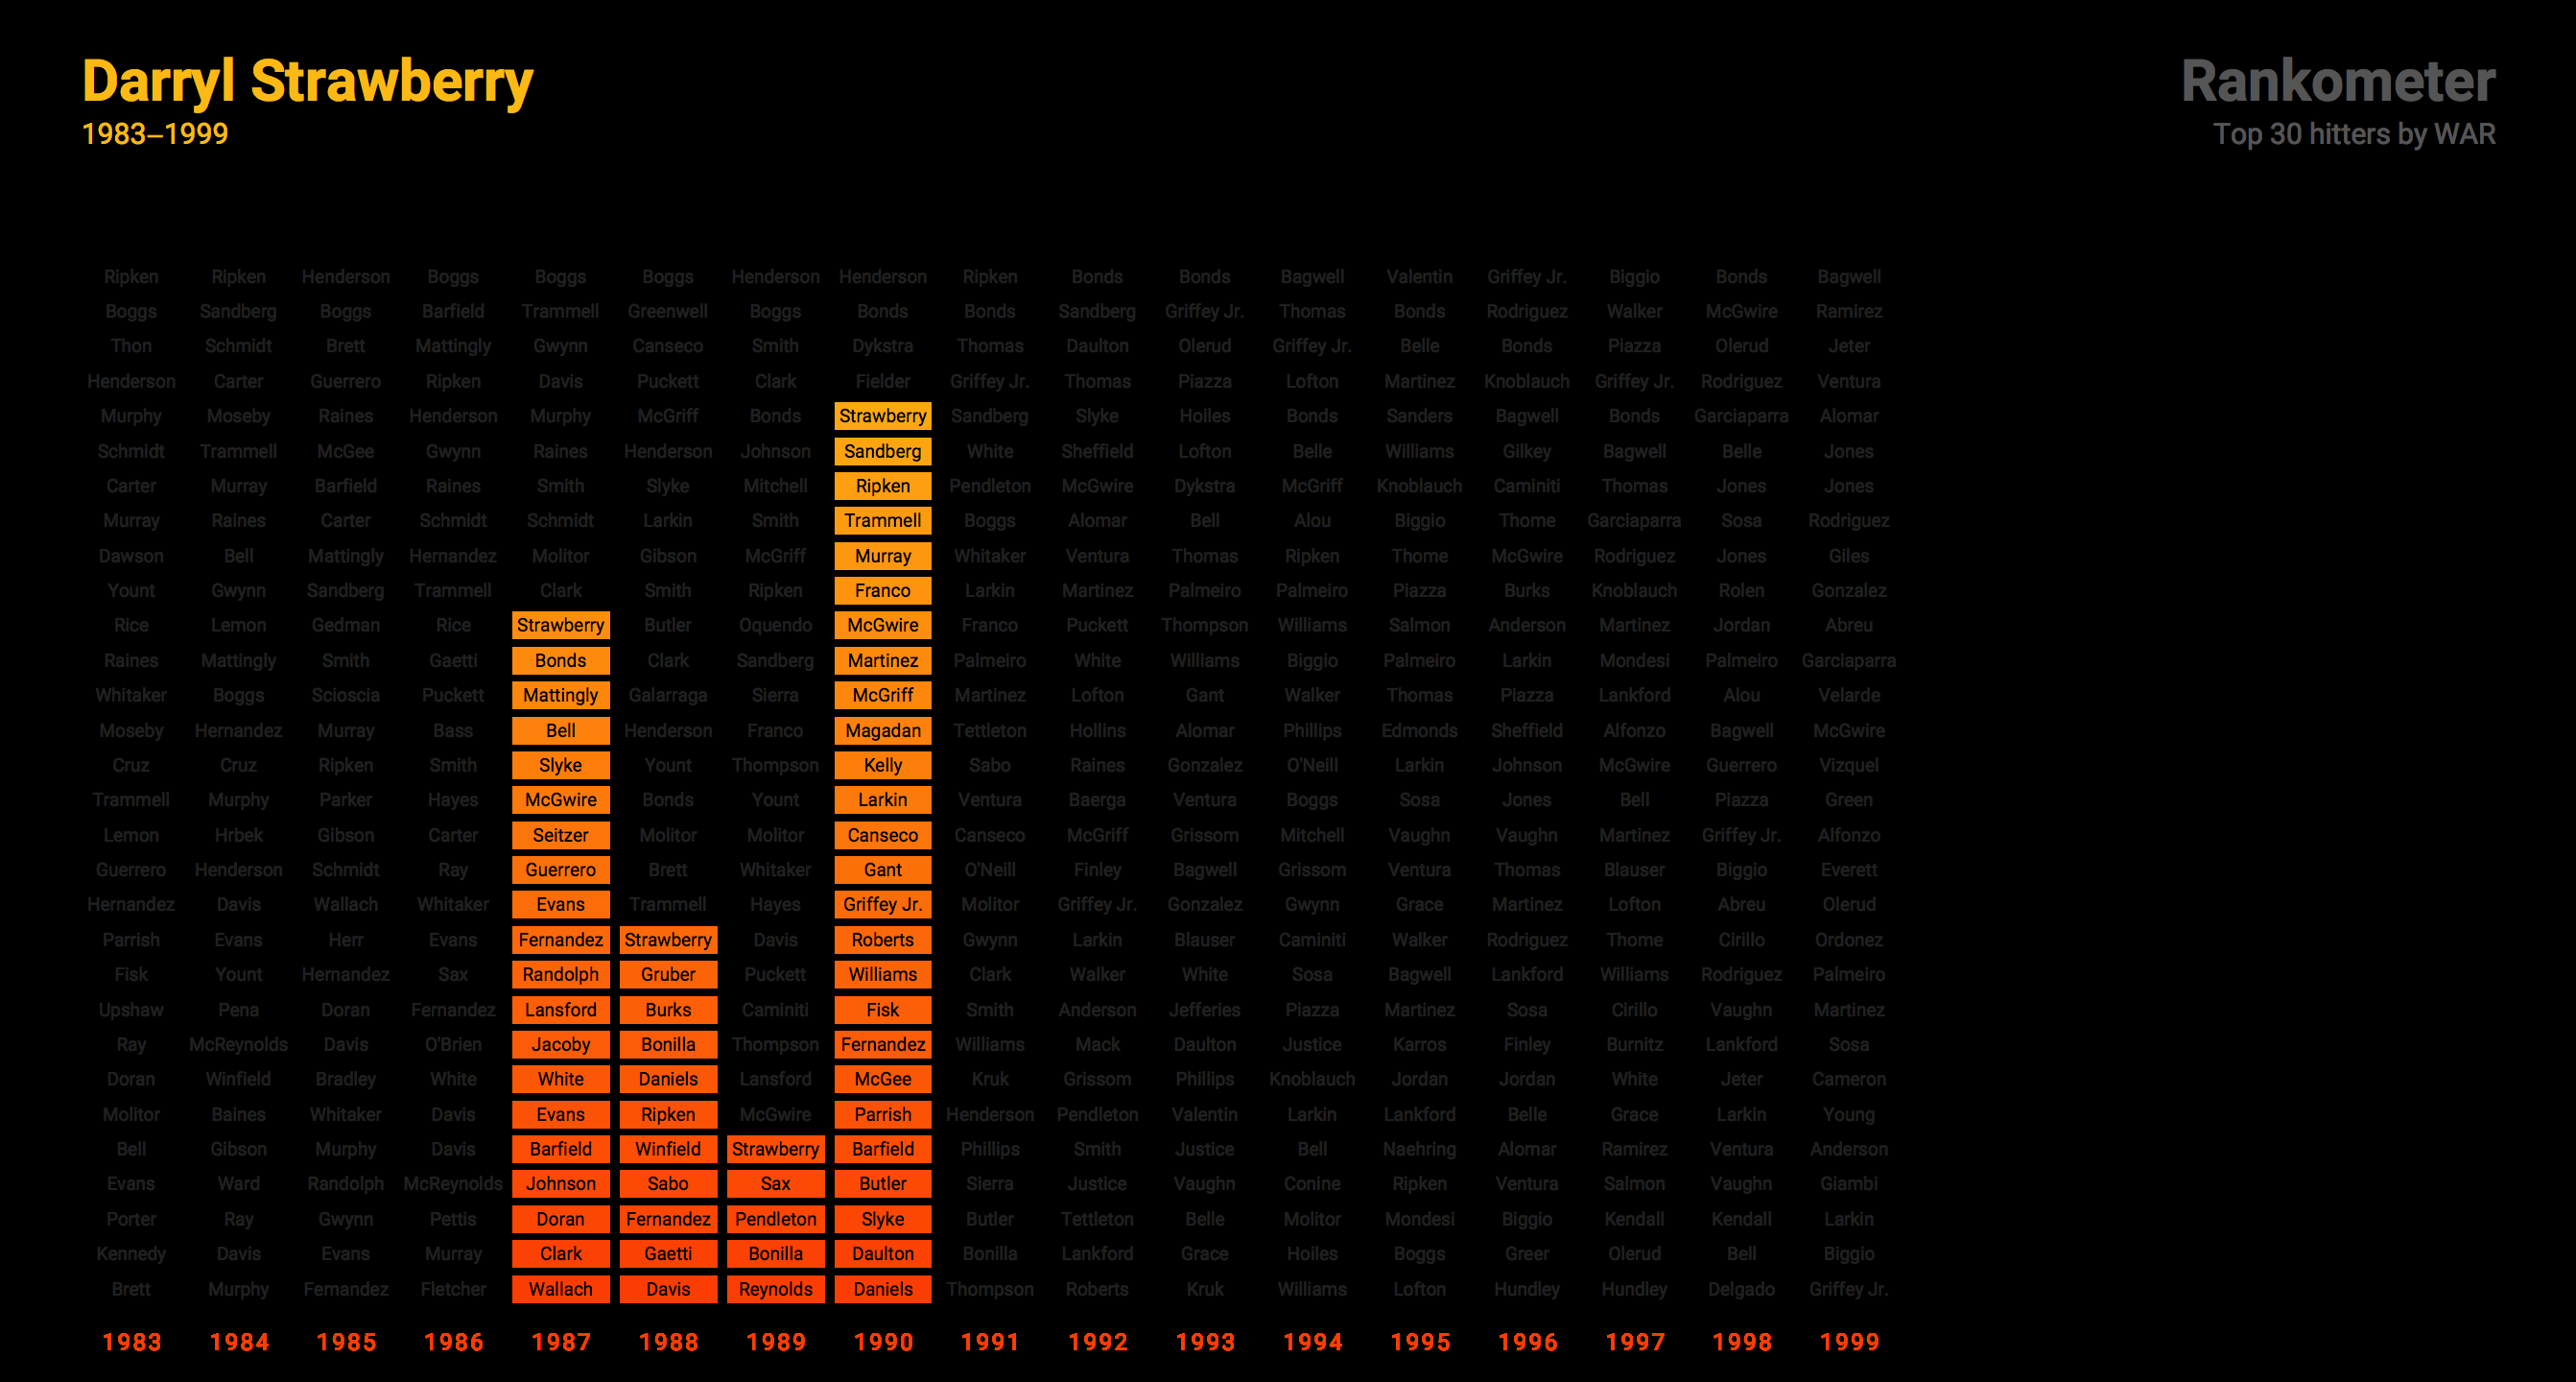 Darryl Strawberry
1983–1999
Rankometer
Top 30 hitters by WAR
Ripken Ripken Henderson Boggs Boggs Boggs Henderson Henderson Ripken Bonds Bonds Bagwell Valentin Griffey Jr. Biggio Bonds Bagwell
Boggs Sandberg Boggs Barfield Trammell Greenwell Boggs Bonds Bonds Sandberg Griffey Jr. Thomas Bonds Rodriguez Walker McGwire Ramirez
Thon Schmidt Brett Mattingly Gwynn Canseco Smith Dykstra Thomas Daulton Olerud Griffey Jr. Belle Bonds Piazza Olerud Jeter
Henderson Carter Guerrero Ripken Davis Puckett Clark Fielder Griffey Jr. Thomas Piazza Lofton Martinez Knoblauch Griffey Jr. Rodriguez Ventura
Murphy Moseby Raines Henderson Murphy McGriff Bonds Strawberry Sandberg Slyke Hoiles Bonds Sanders Bagwell Bonds Garciaparra Alomar
Schmidt Trammell McGee Gwynn Raines Henderson Johnson Sandberg White Sheffield Lofton Belle Williams Gilkey Bagwell Belle Jones
Carter Murray Barfield Raines Smith Slyke Mitchell Ripken Pendleton McGwire Dykstra McGriff Knoblauch Caminiti Thomas Jones Jones
Murray Raines Carter Schmidt Schmidt Larkin Smith Trammell Boggs Alomar Bell Alou Biggio Thome Garciaparra Sosa Rodriguez
Dawson Bell Mattingly Hernandez Molitor Gibson McGriff Murray Whitaker Ventura Thomas Ripken Thome McGwire Rodriguez Jones Giles
Yount Gwynn Sandberg Trammell Clark Smith Ripken Franco Larkin Martinez Palmeiro Palmeiro Piazza Burks Knoblauch Rolen Gonzalez
Rice Lemon Gedman Rice Strawberry Butler Oquendo McGwire Franco Puckett Thompson Williams Salmon Anderson Martinez Jordan Abreu
Raines Mattingly Smith Gaetti Bonds Clark Sandberg Martinez Palmeiro White Williams Biggio Palmeiro Larkin Mondesi Palmeiro Garciaparra
Whitaker Boggs Scioscia Puckett Mattingly Galarraga Sierra McGriff Martinez Lofton Gant Walker Thomas Piazza Lankford Alou Velarde
Moseby Hernandez Murray Bass Bell Henderson Franco Magadan Tettleton Hollins Alomar Phillips Edmonds Sheffield Alfonzo Bagwell McGwire
Cruz Cruz Ripken Smith Slyke Yount Thompson Kelly Sabo Raines Gonzalez O'Neill Larkin Johnson McGwire Guerrero Vizquel
Trammell Murphy Parker Hayes McGwire Bonds Yount Larkin Ventura Baerga Ventura Boggs Sosa Jones Bell Piazza Green
Lemon Hrbek Gibson Carter Seitzer Molitor Molitor Canseco Canseco McGriff Grissom Mitchell Vaughn Vaughn Martinez Griffey Jr. Alfonzo
Guerrero Henderson Schmidt Ray Guerrero Brett Whitaker Gant O'Neill Finley Bagwell Grissom Ventura Thomas Blauser Biggio Everett
Hernandez Davis Wallach Whitaker Evans Trammell Hayes Griffey Jr. Molitor Griffey Jr. Gonzalez Gwynn Grace Martinez Lofton Abreu Olerud
Parrish Evans Herr Evans Fernandez Strawberry Davis Roberts Gwynn Larkin Blauser Caminiti Walker Rodriguez Thome Cirillo Ordonez
Fisk Yount Hernandez Sax Randolph Gruber Puckett Williams Clark Walker White Sosa Bagwell Lankford Williams Rodriguez Palmeiro
Upshaw Pena Doran Fernandez Lansford Burks Caminiti Fisk Smith Anderson Jefferies Piazza Martinez Sosa Cirillo Vaughn Martinez
Ray McReynolds Davis O'Brien Jacoby Bonilla Thompson Fernandez Williams Mack Daulton Justice Karros Finley Burnitz Lankford Sosa
Doran Winfield Bradley White White Daniels Lansford McGee Kruk Grissom Phillips Knoblauch Jordan Jordan White Jeter Cameron
Molitor Baines Whitaker Davis Evans Ripken McGwire Parrish Henderson Pendleton Valentin Larkin Lankford Belle Grace Larkin Young
Bell Gibson Murphy Davis Barfield Winfield Strawberry Barfield Phillips Smith Justice Bell Naehring Alomar Ramirez Ventura Anderson
Evans Ward Randolph McReynolds Johnson Sabo Sax Butler Sierra Justice Vaughn Conine Ripken Ventura Salmon Vaughn Giambi
Porter Ray Gwynn Pettis Doran Fernandez Pendleton Slyke Butler Tettleton Belle Molitor Mondesi Biggio Kendall Kendall Larkin
Kennedy Davis Evans Murray Clark Gaetti Bonilla Daulton Bonilla Lankford Grace Hoiles Boggs Greer Olerud Bell Biggio
Brett Murphy Fernandez Fletcher Wallach Davis Reynolds Daniels Thompson Roberts Kruk Williams Lofton Hundley Hundley Delgado Griffey Jr.
1983 1984 1985 1986 1987 1988 1989 1990 1991 1992 1993 1994 1995 1996 1997 1998 1999